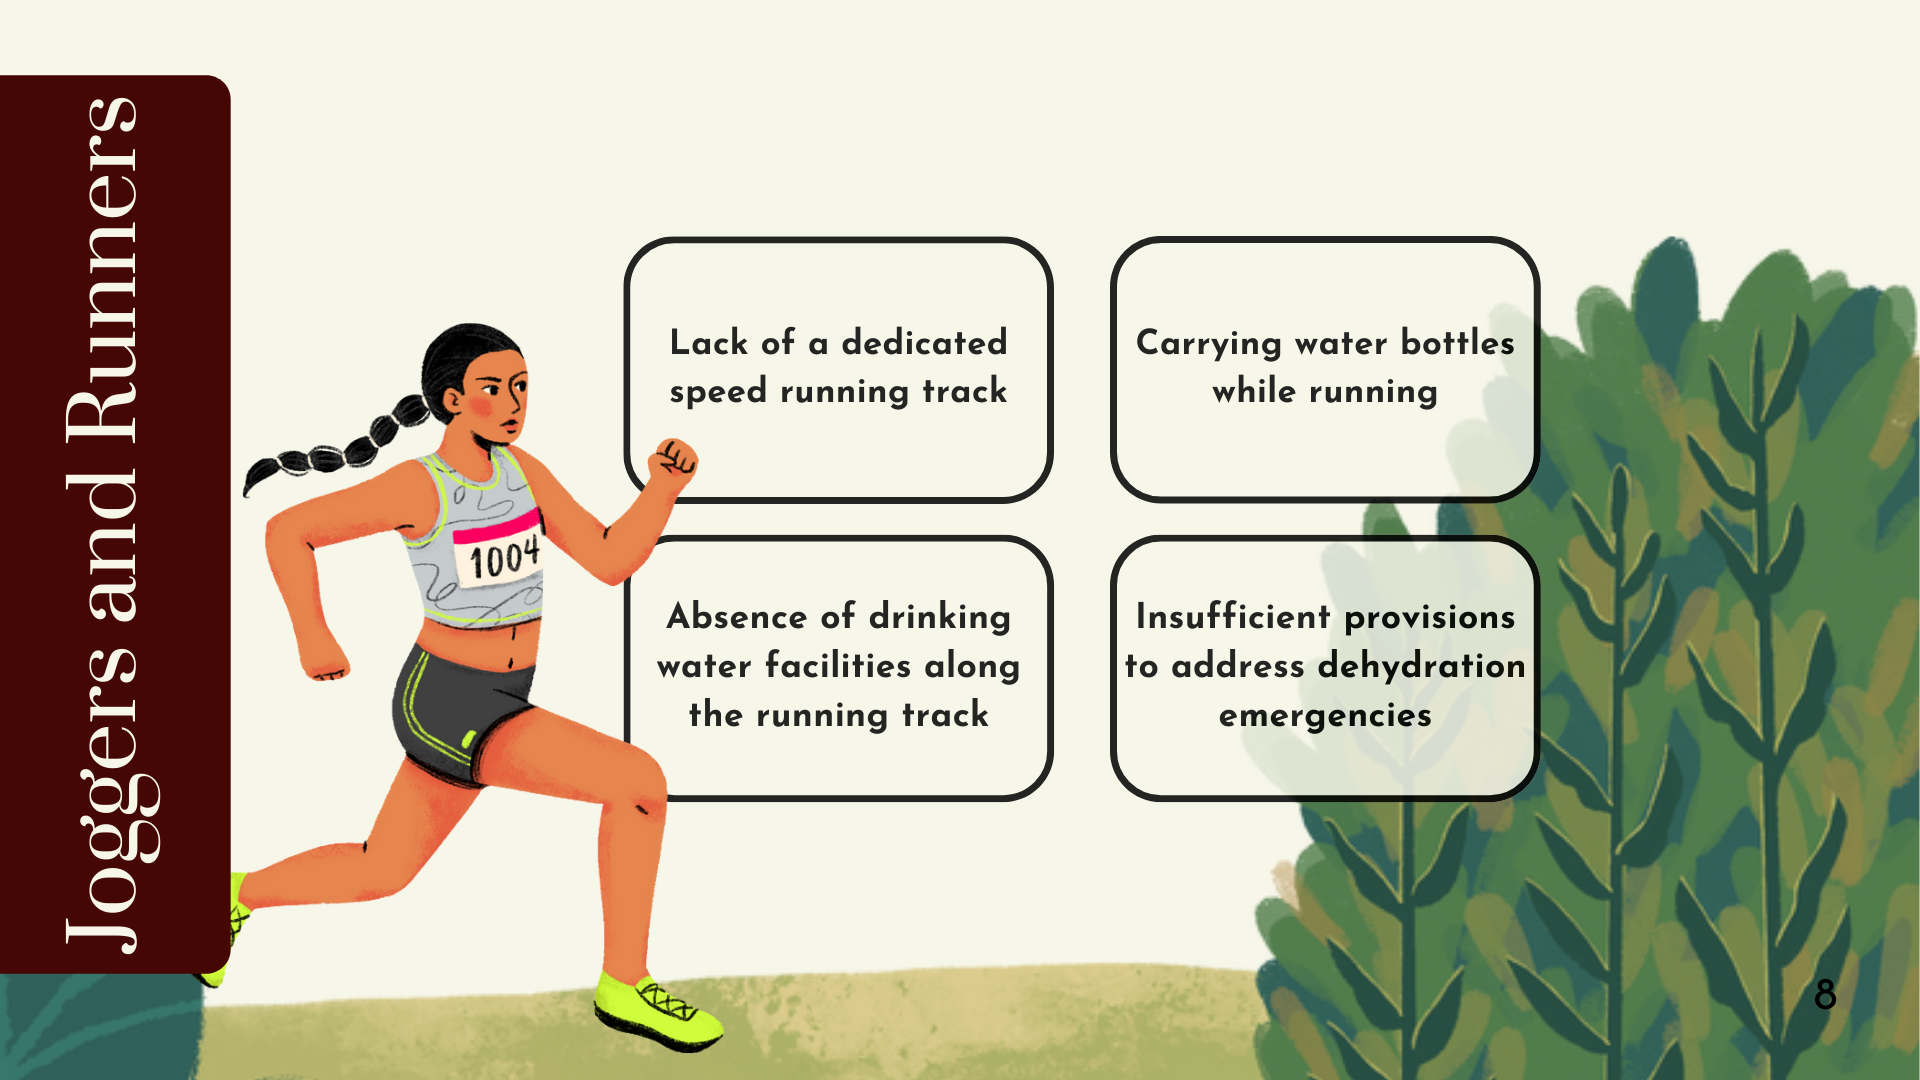 Joggers and Runners
Lack of a dedicated
speed running track
Carrying water bottles
while running
1004
Absence of drinking
water facilities along
the running track
Insufficient provisions
to address dehydration
emergencies
8